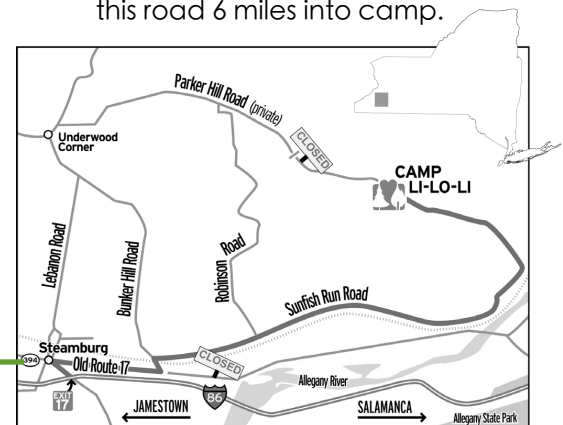 this road 6 miles into camp.
Parker Hill Road (private)
CLOSED
Underwood
Corner
CAMP
LI-LO-LI
Lebanon Road
Bunker Hill Road
Robinson Road
Sunfish Run Road
Steamburg
394
Old Route 17
CLOSED
EXIT
17
86
Allegany River
JAMESTOWN
SALAMANCA
Allegany State Park